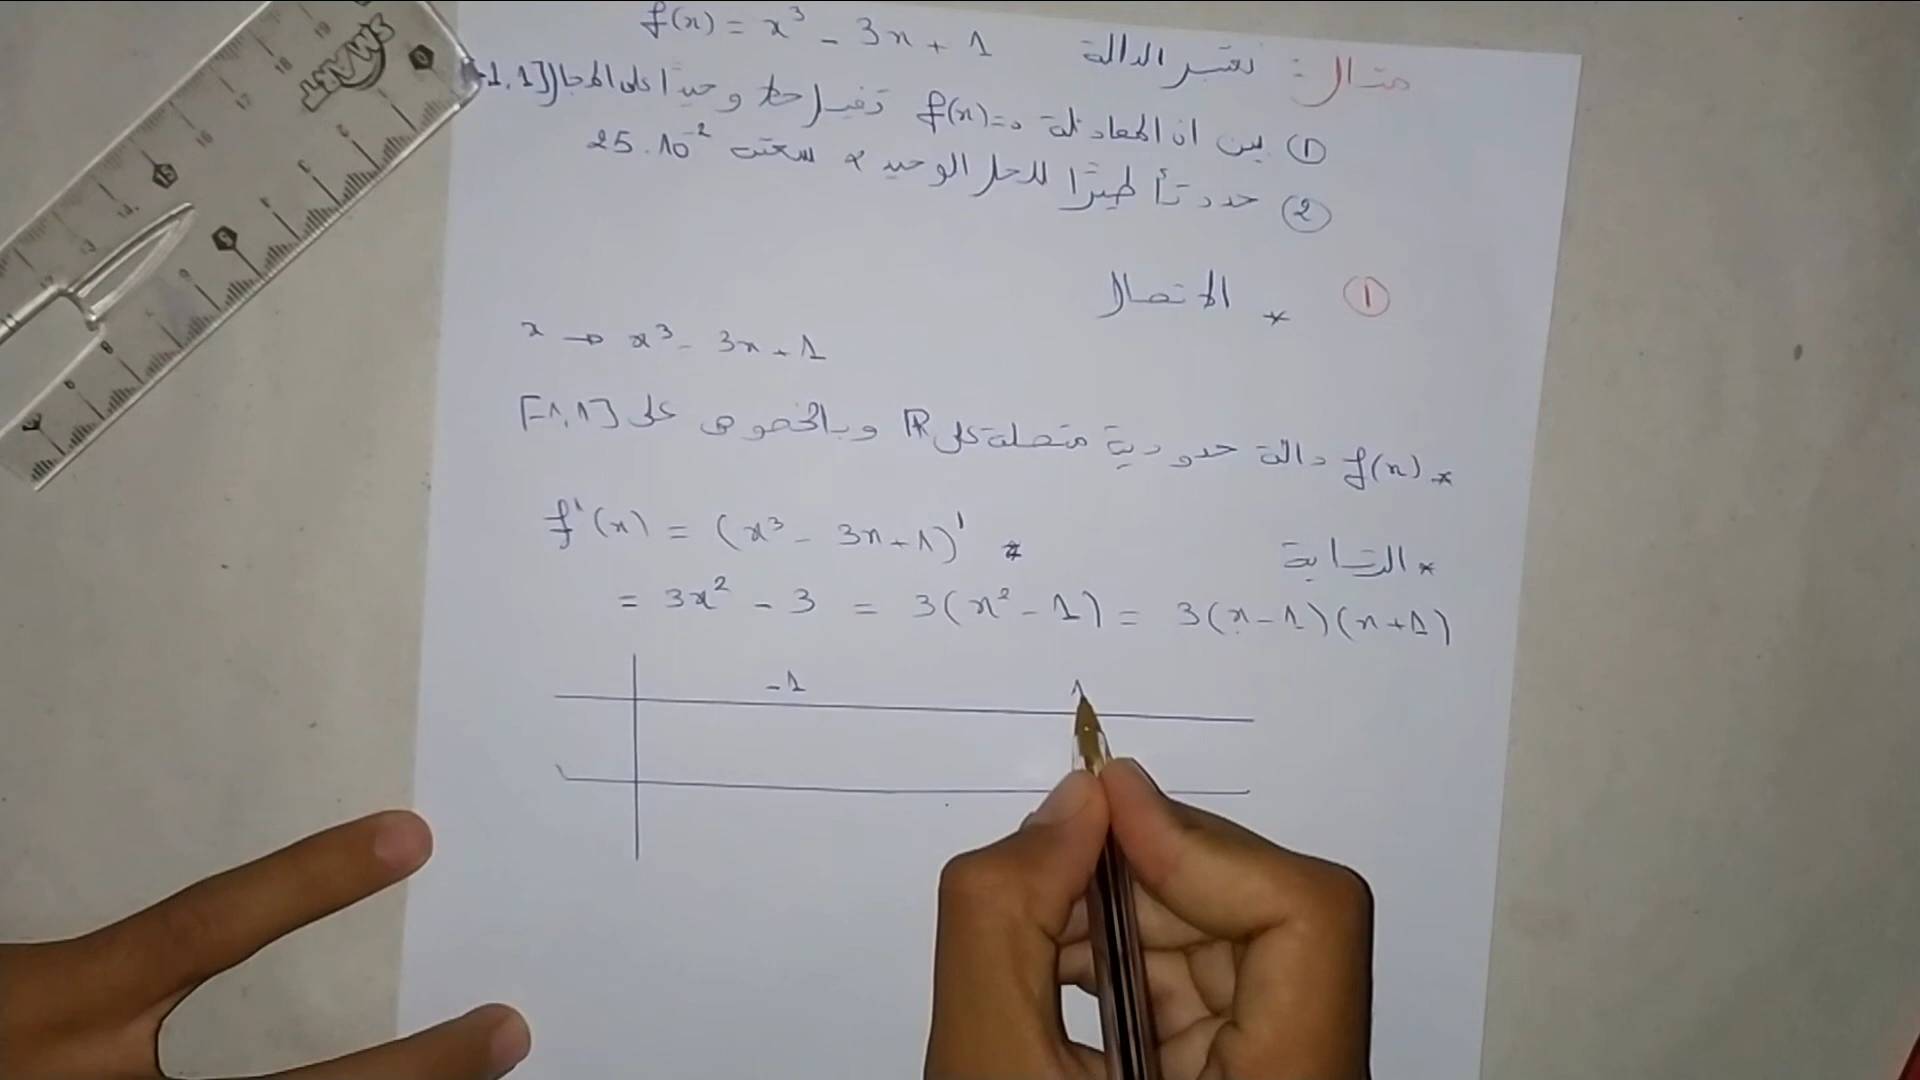 مثال: نعتبر الدالة f(x) = x³ - 3x + 1
① بين ان المعادلة f(x)=0 تقبل حلا وحيدا على المجال [-1,1]
② حدد تأطيرًا للحل الوحيد α سعته 25.10⁻²
① * الاتصال
x → x³ - 3x + 1
* f(x) دالة حدودية متصلة على ℝ وبالخصوص على [-1,1]
* الرتابة
f'(x) = (x³ - 3x + 1)'
= 3x² - 3 = 3(x² - 1) = 3(x-1)(x+1)
-1 1
SMART